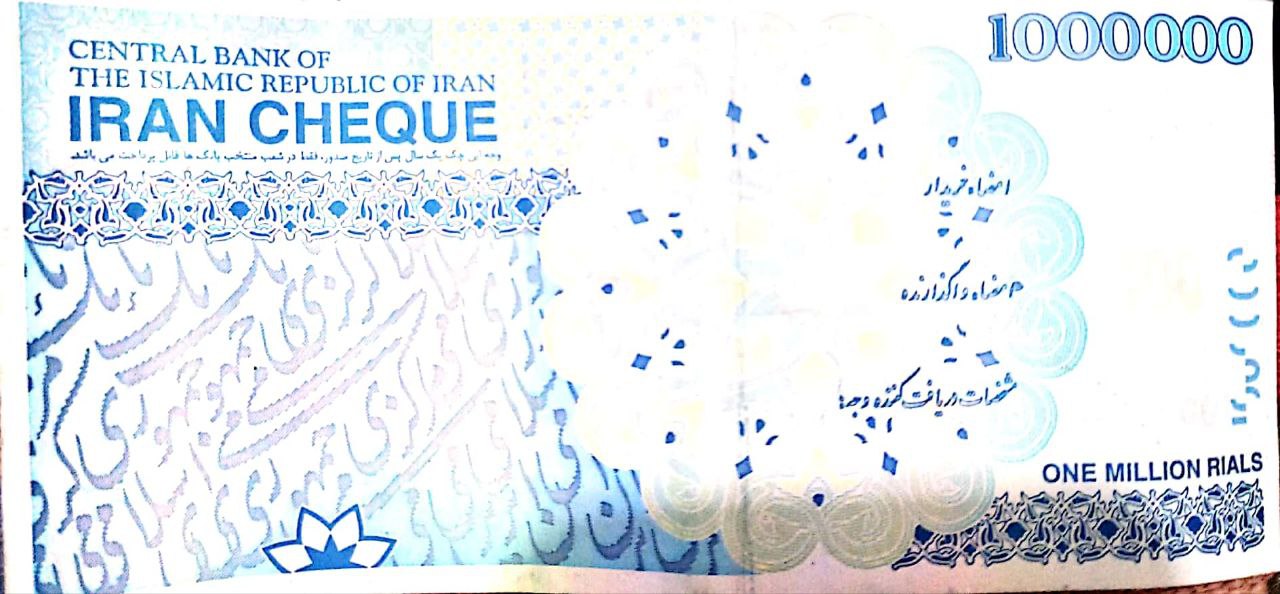 CENTRAL BANK OF
THE ISLAMIC REPUBLIC OF IRAN
IRAN CHEQUE
وجه این چک یک سال پس از تاریخ صدور، فقط در شعب منتخب بانک ها قابل پرداخت می باشد.
1000000
امضاء خریدار
امضاء واگذارنده
مشخصات دریافت کننده وجه:
ONE MILLION RIALS